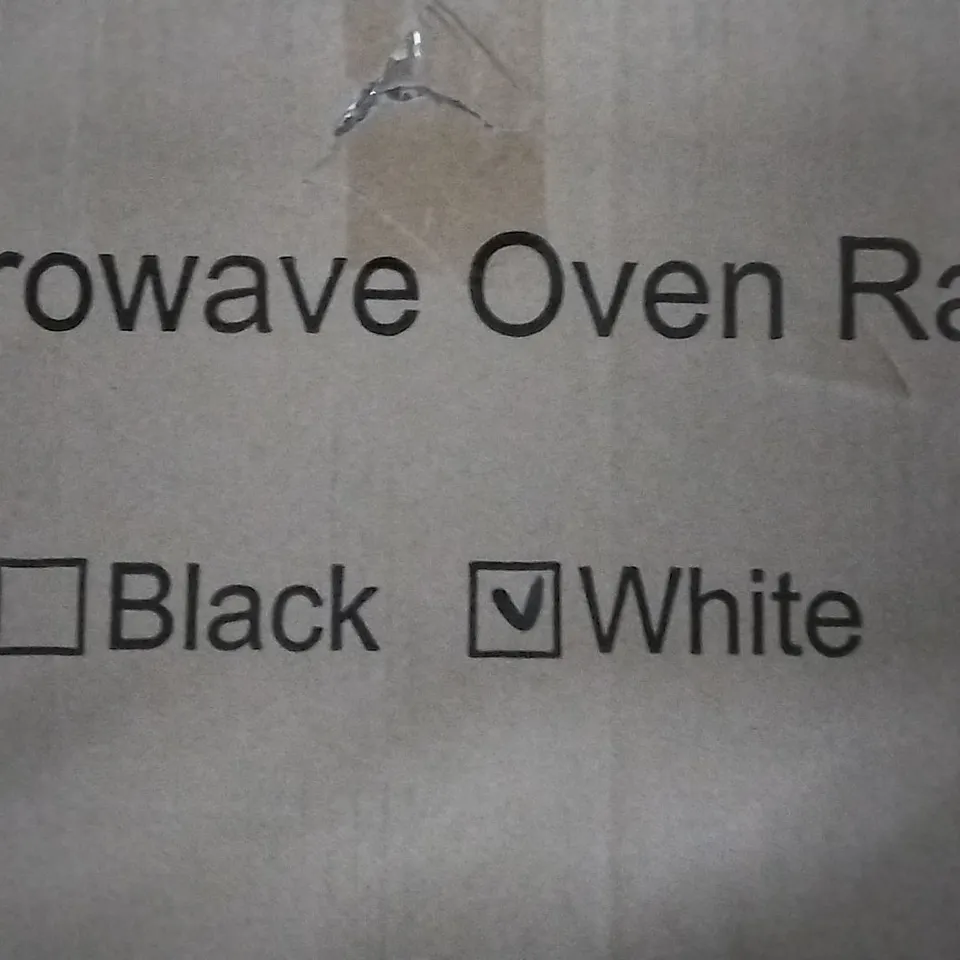 rowave Oven Ra
☐ Black ☑ White